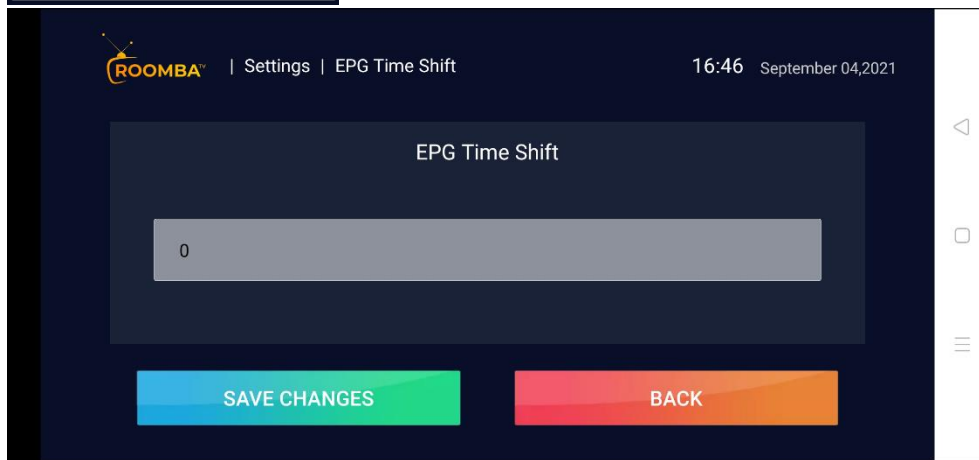 ROOMBA TV | Settings | EPG Time Shift 16:46 September 04,2021
EPG Time Shift
0
SAVE CHANGES BACK